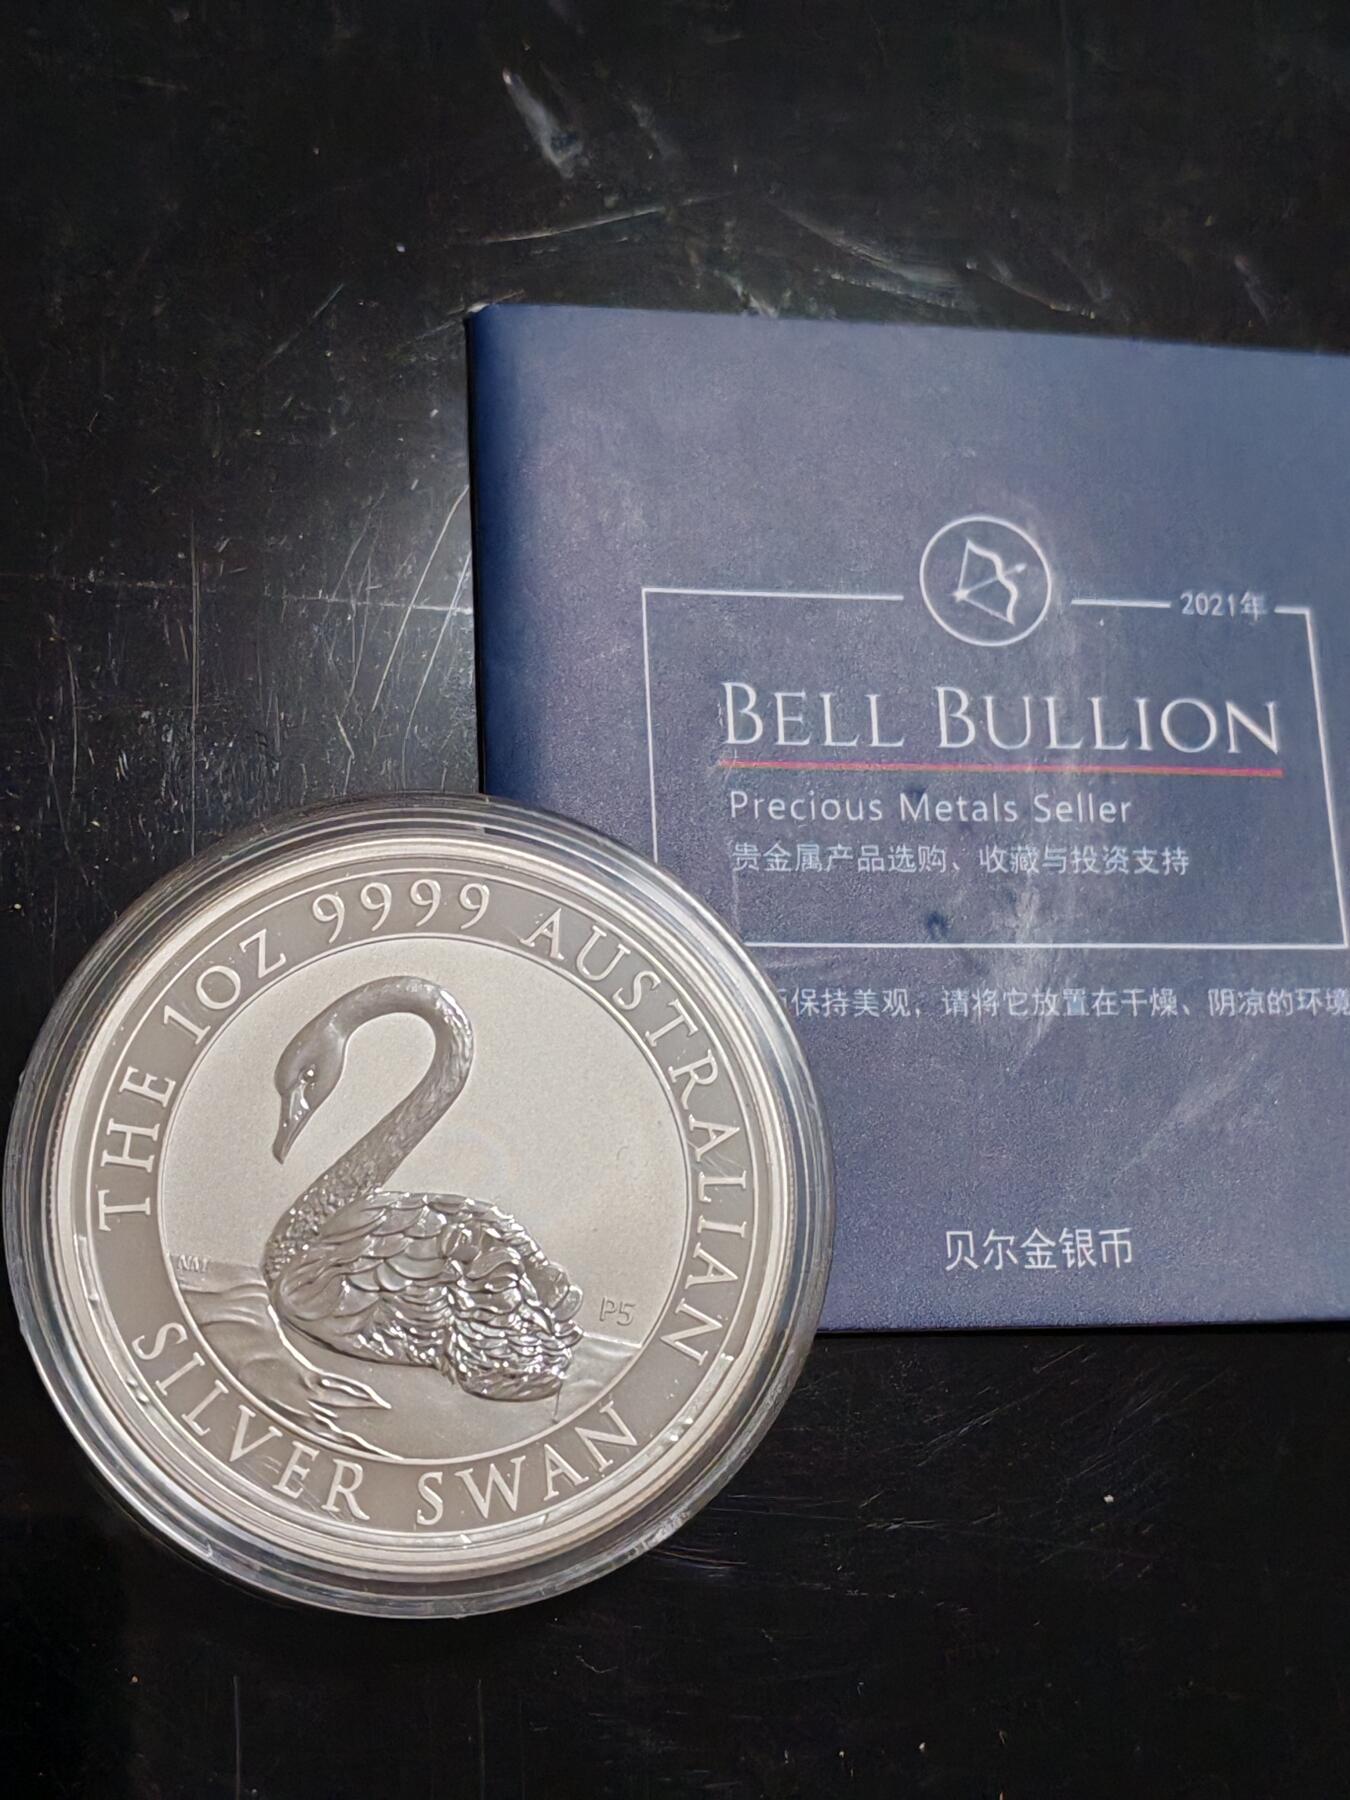 2021年
BELL BULLION
Precious Metals Seller
贵金属产品选购、收藏与投资支持
保持美观，请将它放置在干燥、阴凉的环境
贝尔金银币
THE 1OZ 9999 AUSTRALIAN
SILVER SWAN
NM
P5